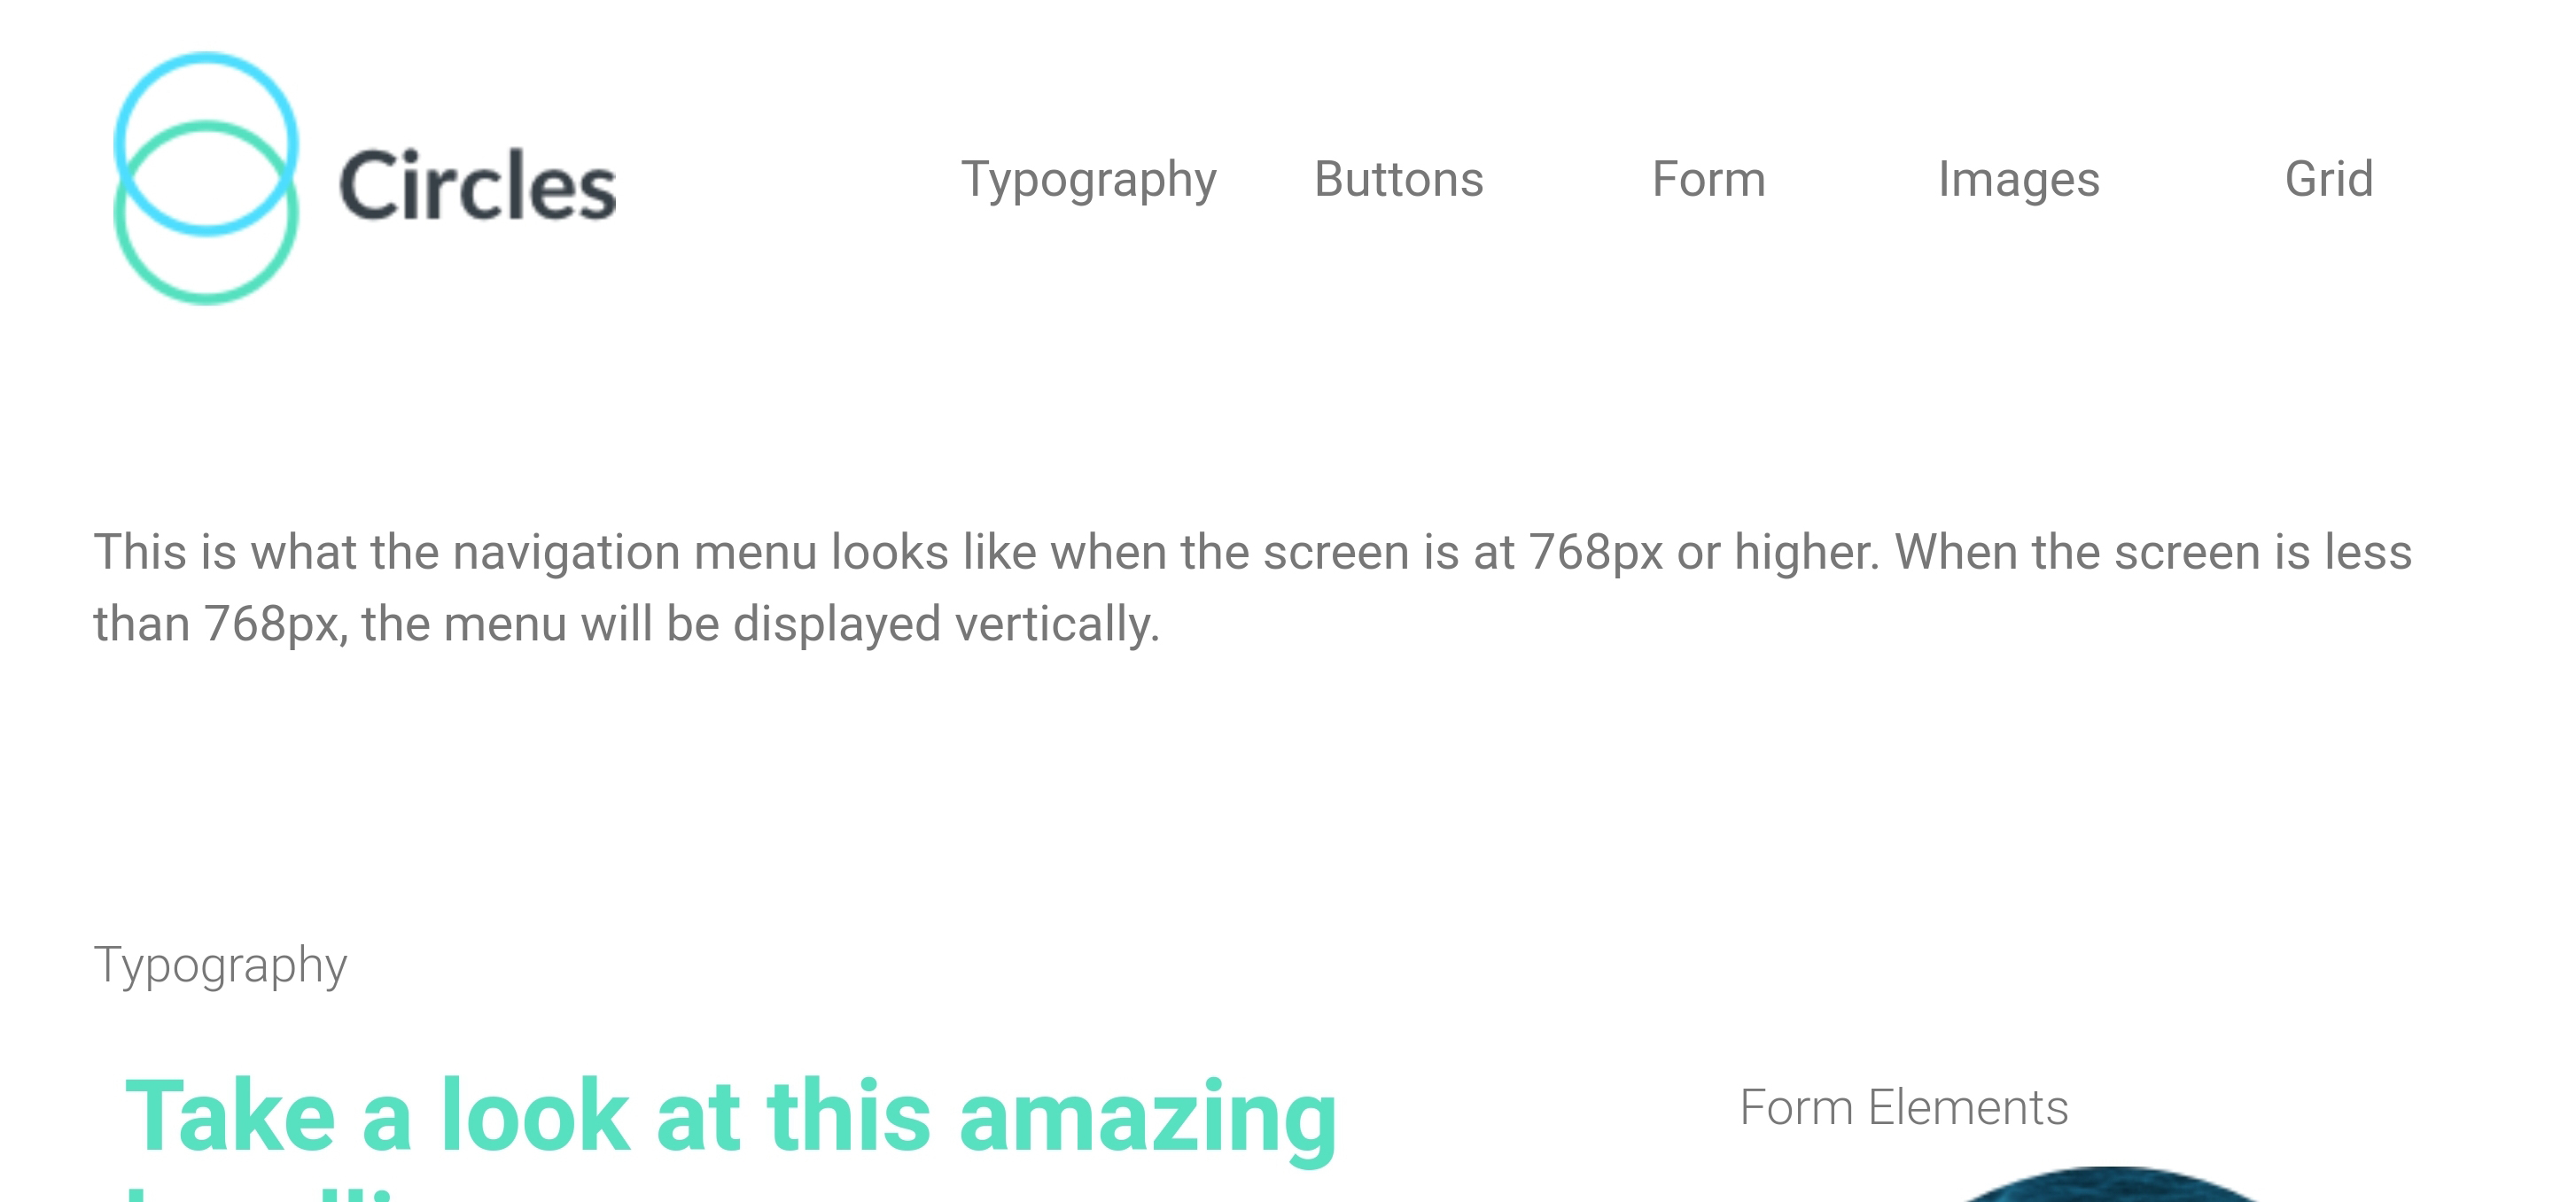 Circles
Typography Buttons Form Images Grid
This is what the navigation menu looks like when the screen is at 768px or higher. When the screen is less
than 768px, the menu will be displayed vertically.
Typography
Take a look at this amazing
Form Elements